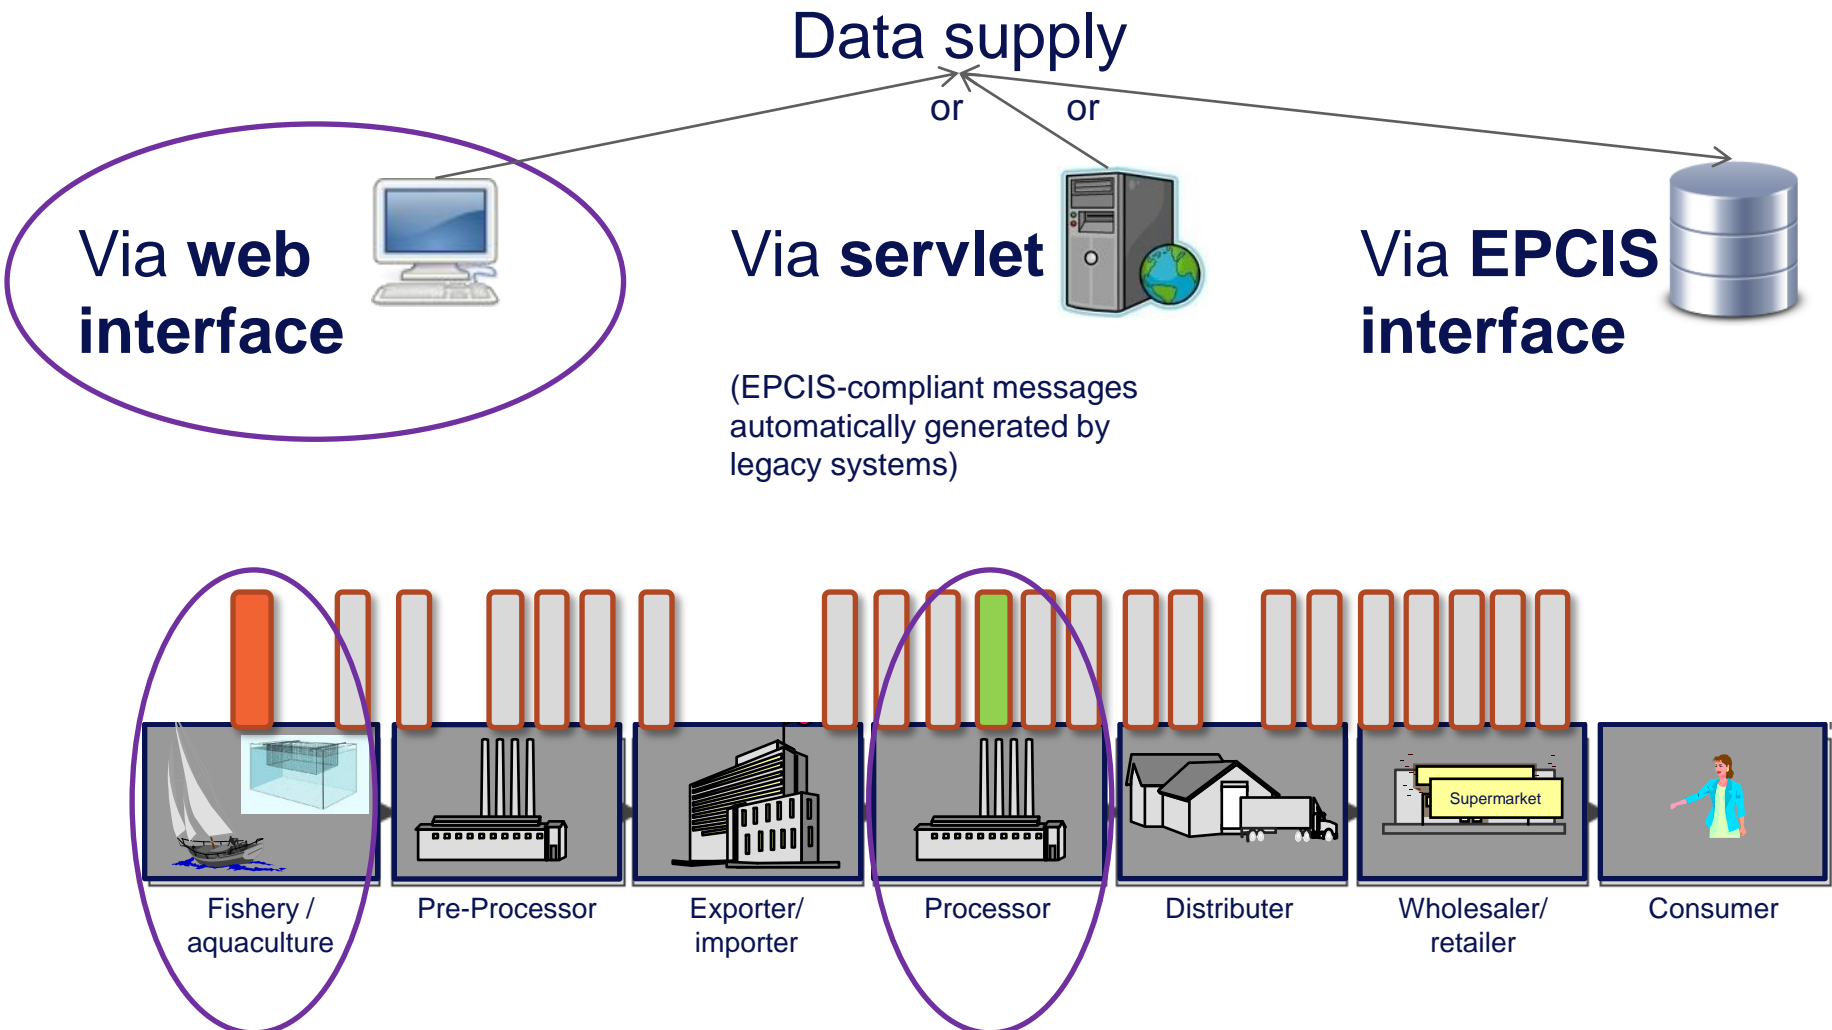 Data supply
or
or
Via web
interface
Via servlet
Via EPCIS
interface
(EPCIS-compliant messages
automatically generated by
legacy systems)
Supermarket
Fishery /
aquaculture
Pre-Processor
Exporter/
importer
Processor
Distributer
Wholesaler/
retailer
Consumer